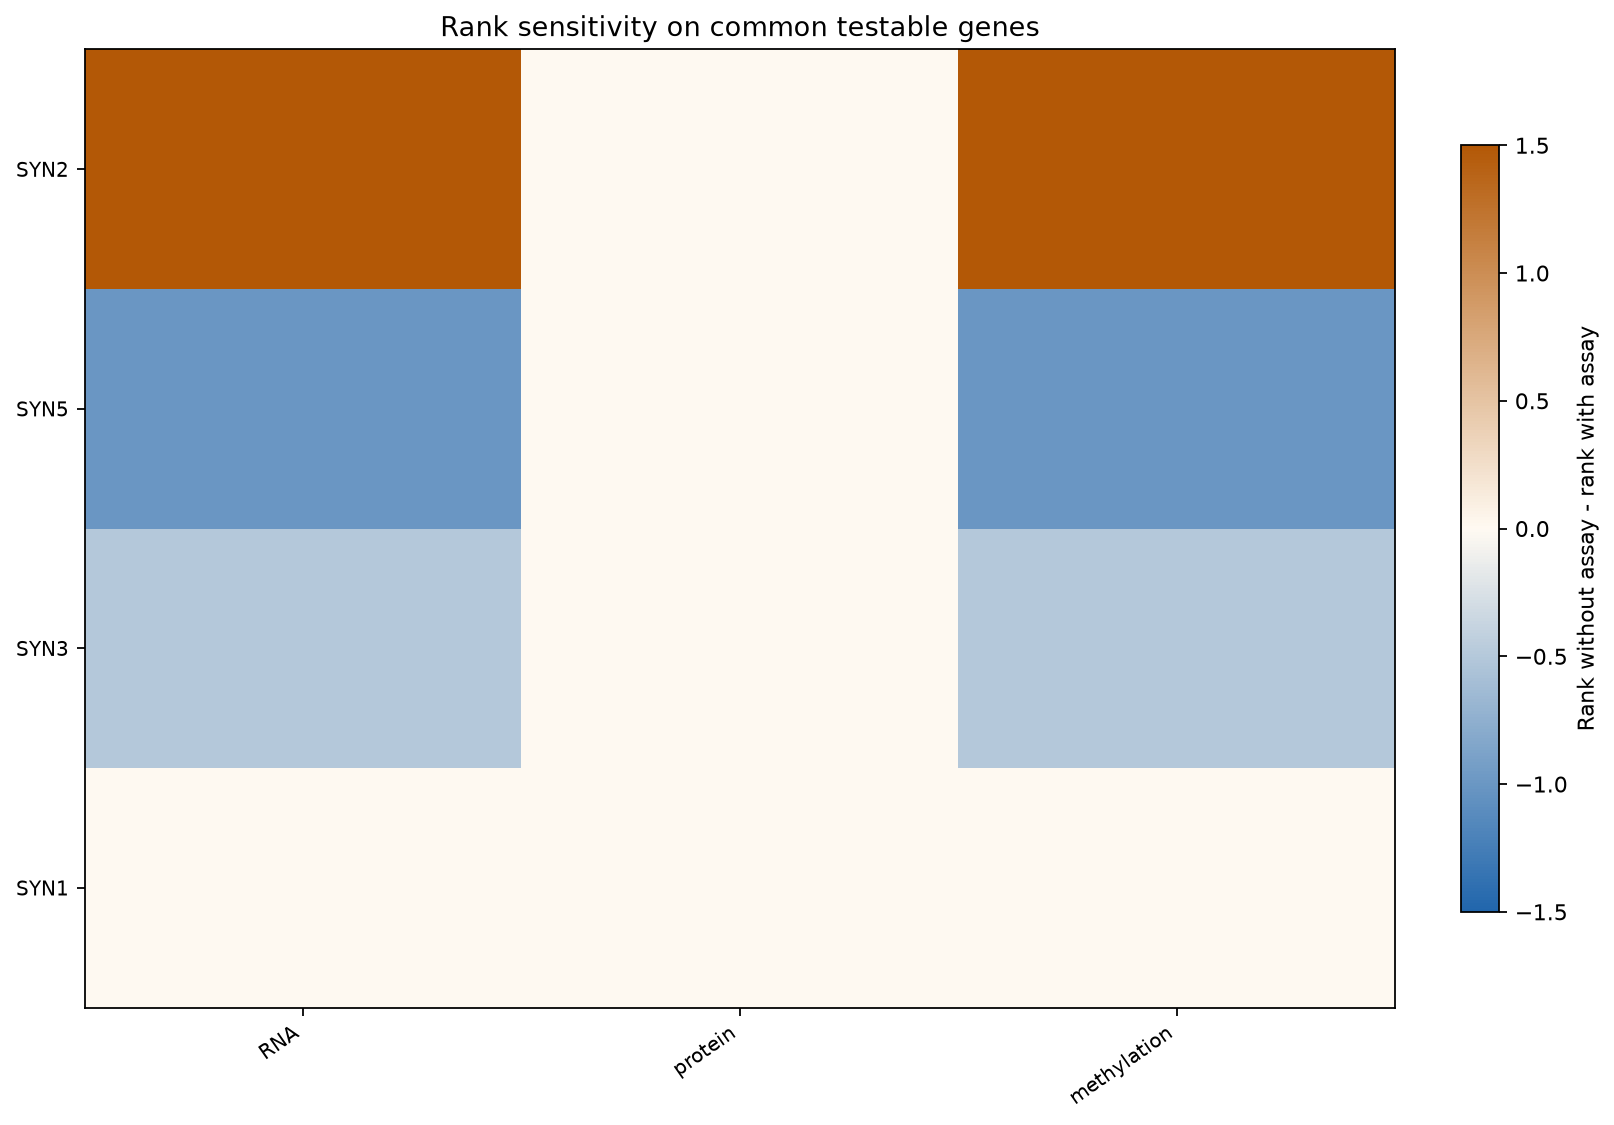 Rank sensitivity on common testable genes
SYN2
SYN5
SYN3
SYN1
RNA
protein
methylation
1.5
1.0
0.5
0.0
−0.5
−1.0
−1.5
Rank without assay - rank with assay